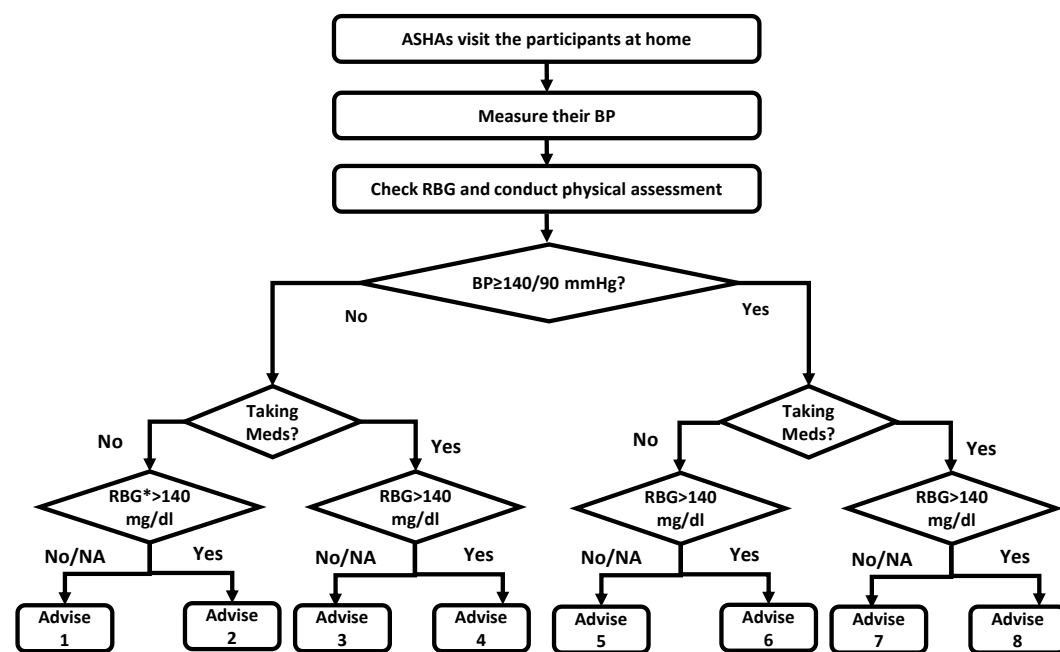 ASHAs visit the participants at home
Measure their BP
Check RBG and conduct physical assessment
BP≥140/90 mmHg?
No
Yes
Taking
Meds?
Taking
Meds?
No
Yes
No
Yes
RBG*>140
mg/dl
RBG>140
mg/dl
RBG>140
mg/dl
RBG>140
mg/dl
No/NA
Yes
No/NA
Yes
No/NA
Yes
No/NA
Yes
Advise
1
Advise
2
Advise
3
Advise
4
Advise
5
Advise
6
Advise
7
Advise
8